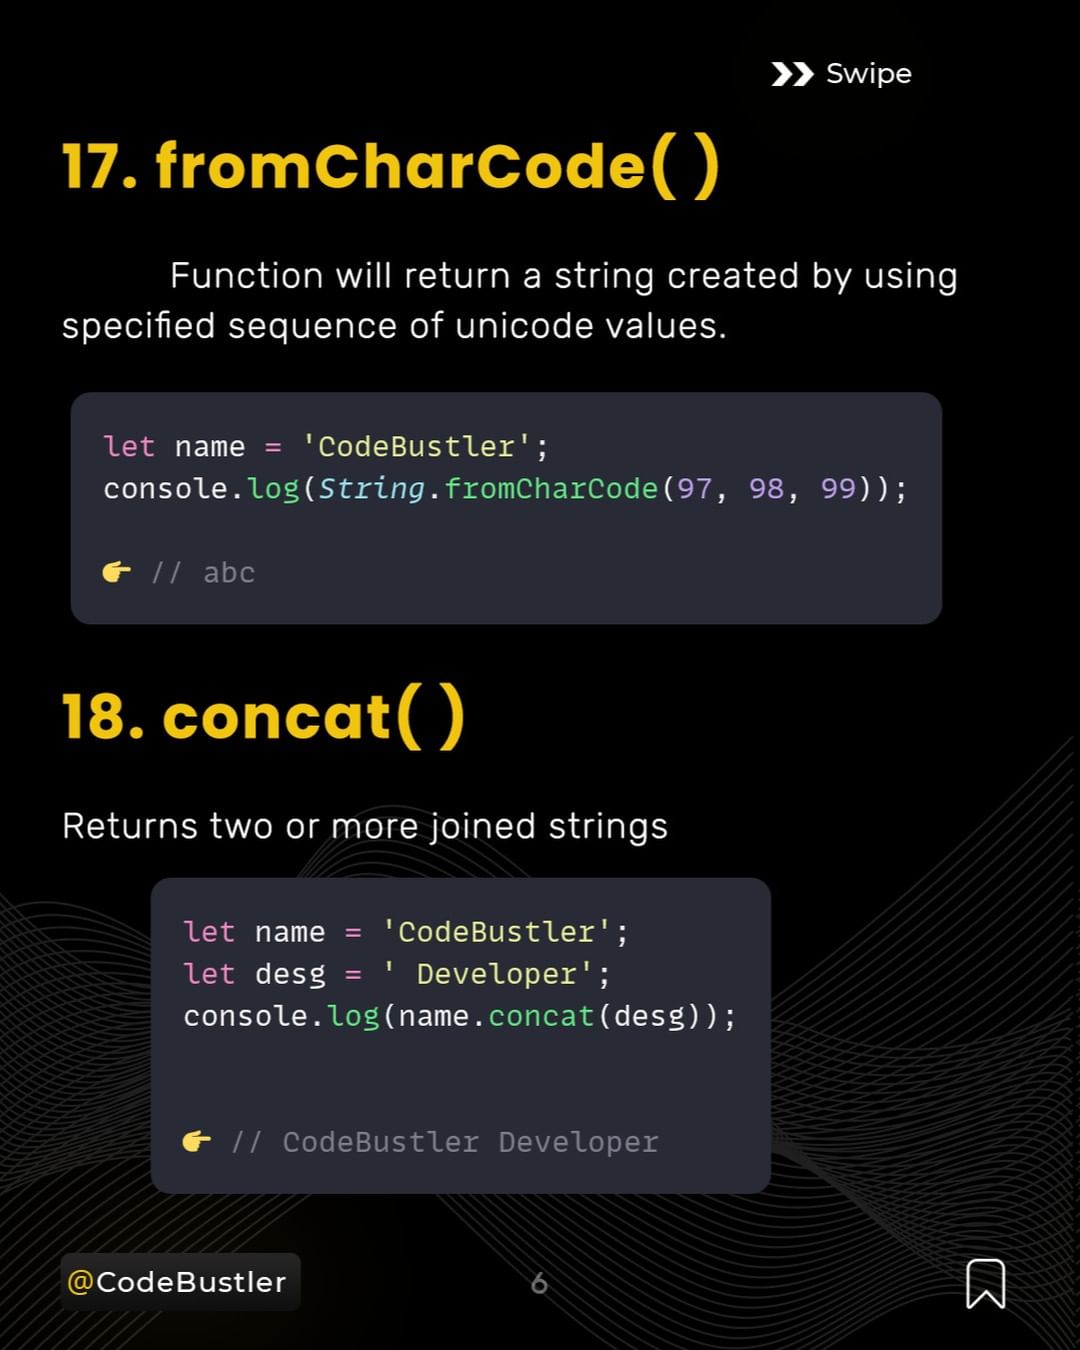 Swipe
17. fromCharCode( )
Function will return a string created by using
specified sequence of unicode values.
let name = 'CodeBustler';
console.log(String.fromCharCode(97, 98, 99));
👉 // abc
18. concat( )
Returns two or more joined strings
let name = 'CodeBustler';
let desg = ' Developer';
console.log(name.concat(desg));
👉 // CodeBustler Developer
@CodeBustler
6